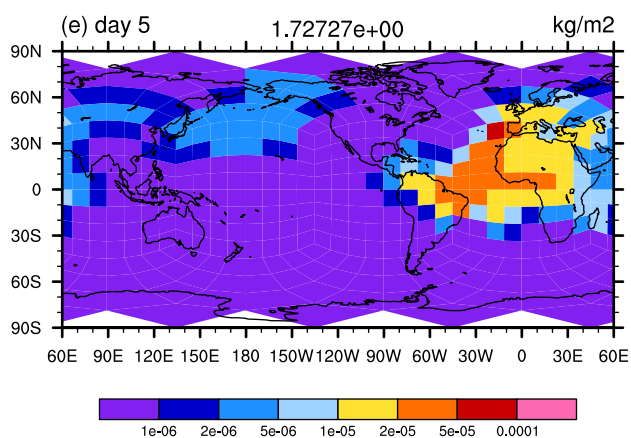 (e) day 5 1.72727e+00 kg/m2
90N
60N
30N
0
30S
60S
90S
60E 90E 120E 150E 180 150W 120W 90W 60W 30W 0 30E 60E
1e-06 2e-06 5e-06 1e-05 2e-05 5e-05 0.0001